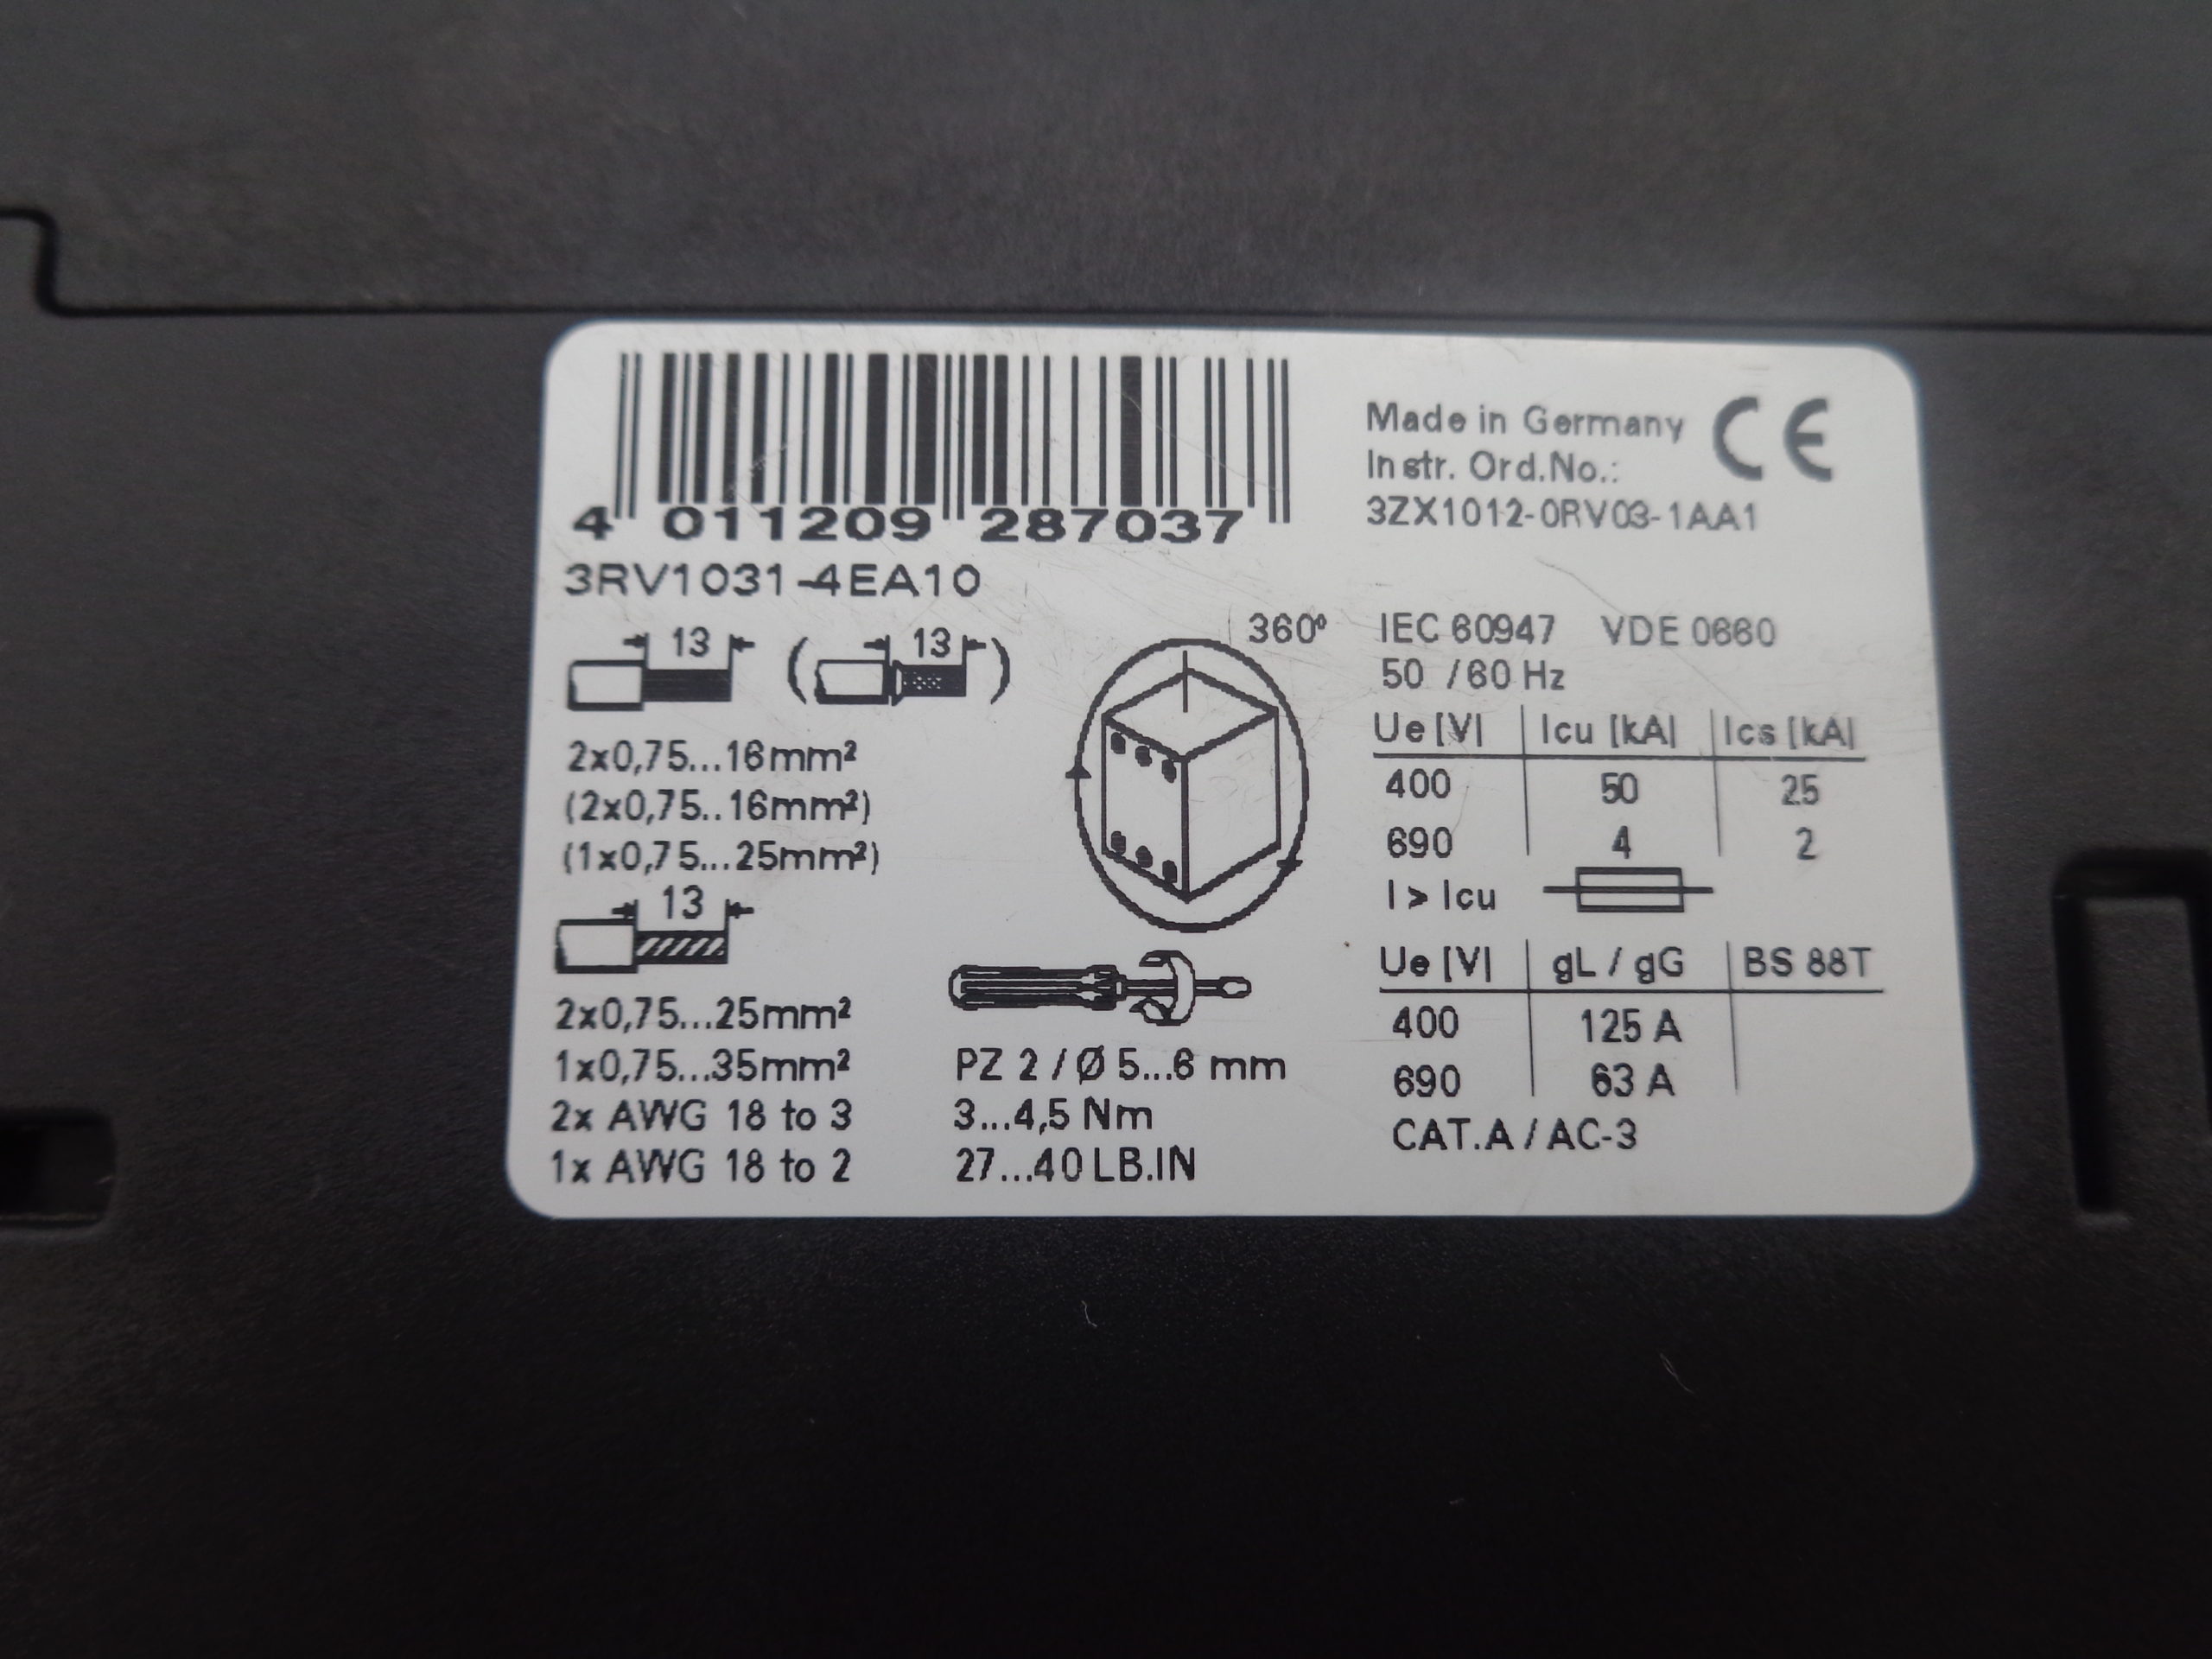 4 011209 287037
3RV1031-4EA10
Made in Germany CE
Instr. Ord.No.:
3ZX1012-0RV03-1AA1
13 (13)
2x0,75...16mm²
(2x0,75..16mm²)
(1x0,75...25mm²)
13
2x0,75...25mm²
1x0,75...35mm²
2x AWG 18 to 3
1x AWG 18 to 2
360°
PZ 2 / Ø 5...6 mm
3...4,5 Nm
27...40 LB.IN
IEC 60947 VDE 0660
50 /60 Hz
Ue [V] Icu [kA] Ics [kA]
400 50 25
690 4 2
I > Icu
Ue [V] gL / gG BS 88T
400 125 A
690 63 A
CAT.A / AC-3